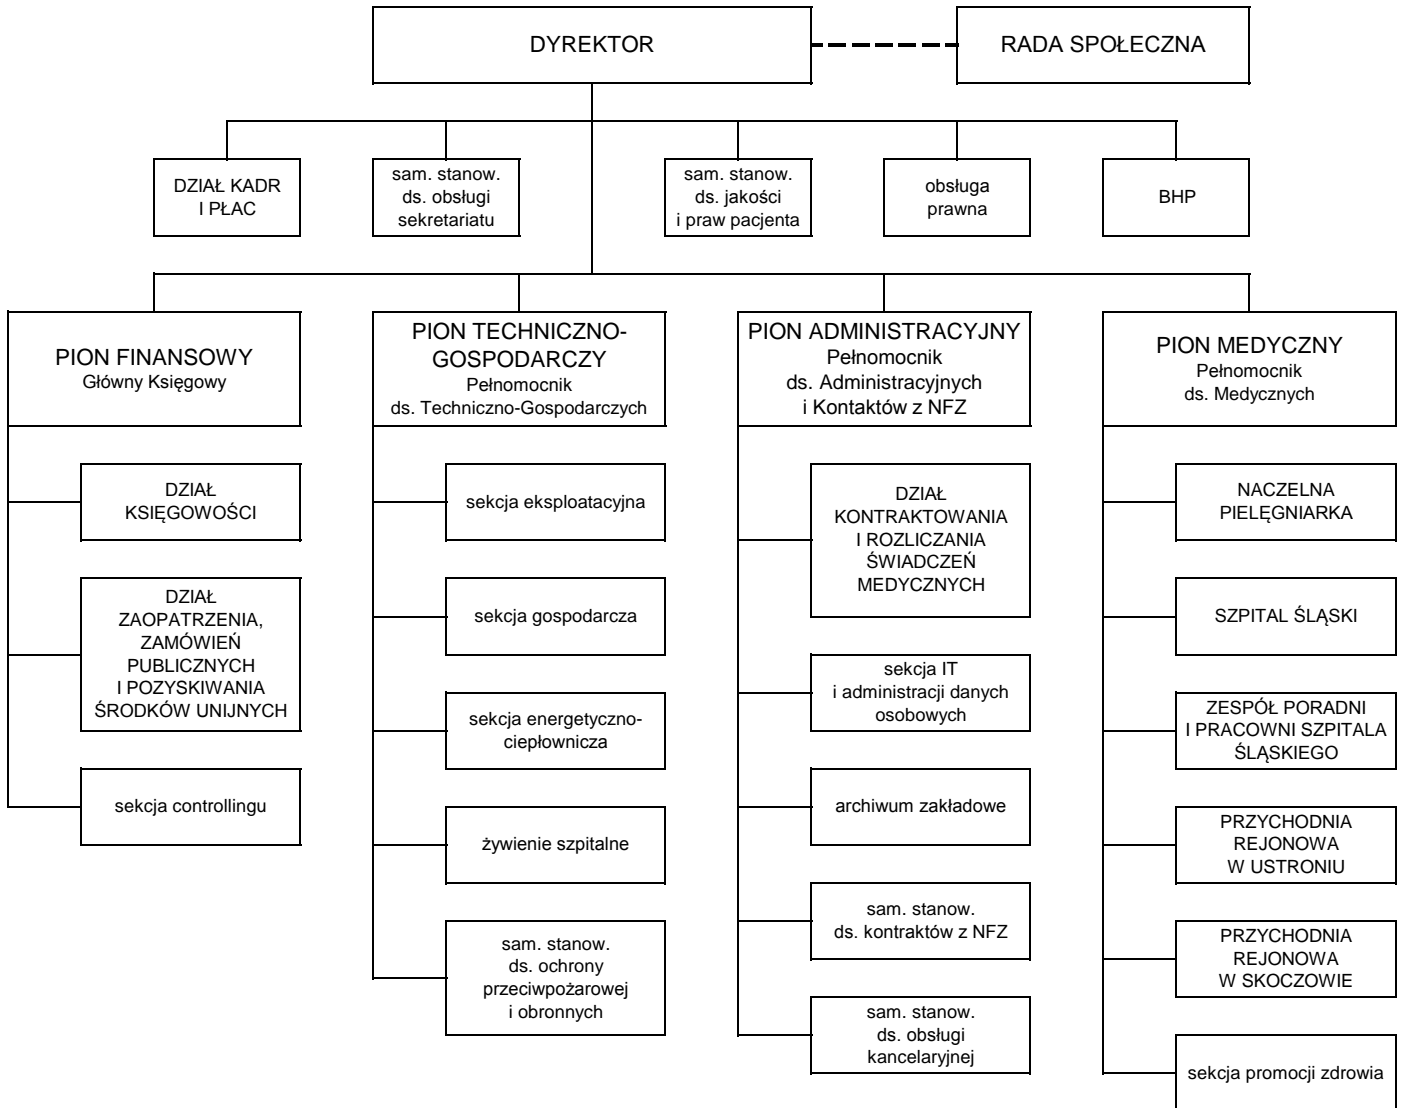 DYREKTOR
RADA SPOŁECZNA
DZIAŁ KADR
I PŁAC
sam. stanow.
ds. obsługi
sekretariatu
sam. stanow.
ds. jakości
i praw pacjenta
obsługa
prawna
BHP
PION FINANSOWY
Główny Księgowy
PION TECHNICZNO-
GOSPODARCZY
Pełnomocnik
ds. Techniczno-Gospodarczych
PION ADMINISTRACYJNY
Pełnomocnik
ds. Administracyjnych
i Kontaktów z NFZ
PION MEDYCZNY
Pełnomocnik
ds. Medycznych
DZIAŁ
KSIĘGOWOŚCI
DZIAŁ
ZAOPATRZENIA,
ZAMÓWIEŃ
PUBLICZNYCH
I POZYSKIWANIA
ŚRODKÓW UNIJNYCH
sekcja controllingu
sekcja eksploatacyjna
sekcja gospodarcza
sekcja energetyczno-
ciepłownicza
żywienie szpitalne
sam. stanow.
ds. ochrony
przeciwpożarowej
i obronnych
DZIAŁ
KONTRAKTOWANIA
I ROZLICZANIA
ŚWIADCZEŃ
MEDYCZNYCH
sekcja IT
i administracji danych
osobowych
archiwum zakładowe
sam. stanow.
ds. kontraktów z NFZ
sam. stanow.
ds. obsługi
kancelaryjnej
NACZELNA
PIELĘGNIARKA
SZPITAL ŚLĄSKI
ZESPÓŁ PORADNI
I PRACOWNI SZPITALA
ŚLĄSKIEGO
PRZYCHODNIA
REJONOWA
W USTRONIU
PRZYCHODNIA
REJONOWA
W SKOCZOWIE
sekcja promocji zdrowia